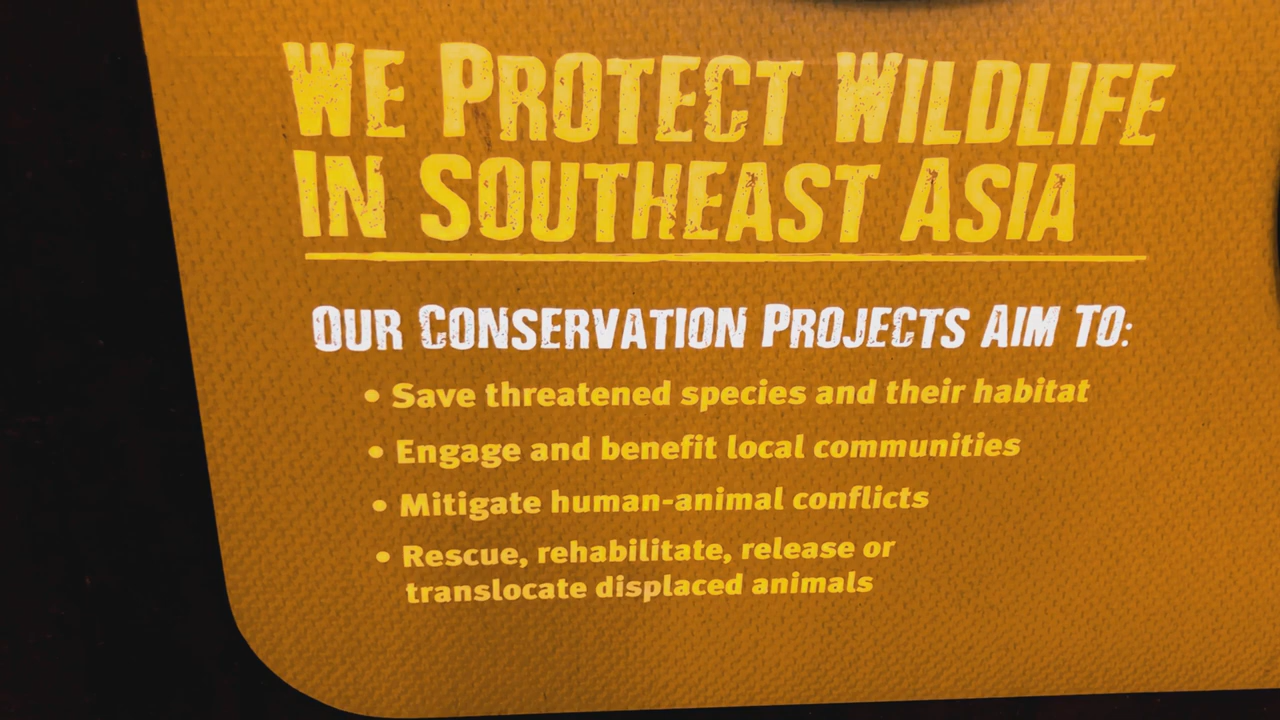 WE PROTECT WILDLIFE
IN SOUTHEAST ASIA
OUR CONSERVATION PROJECTS AIM TO:
• Save threatened species and their habitat
• Engage and benefit local communities
• Mitigate human-animal conflicts
• Rescue, rehabilitate, release or
translocate displaced animals